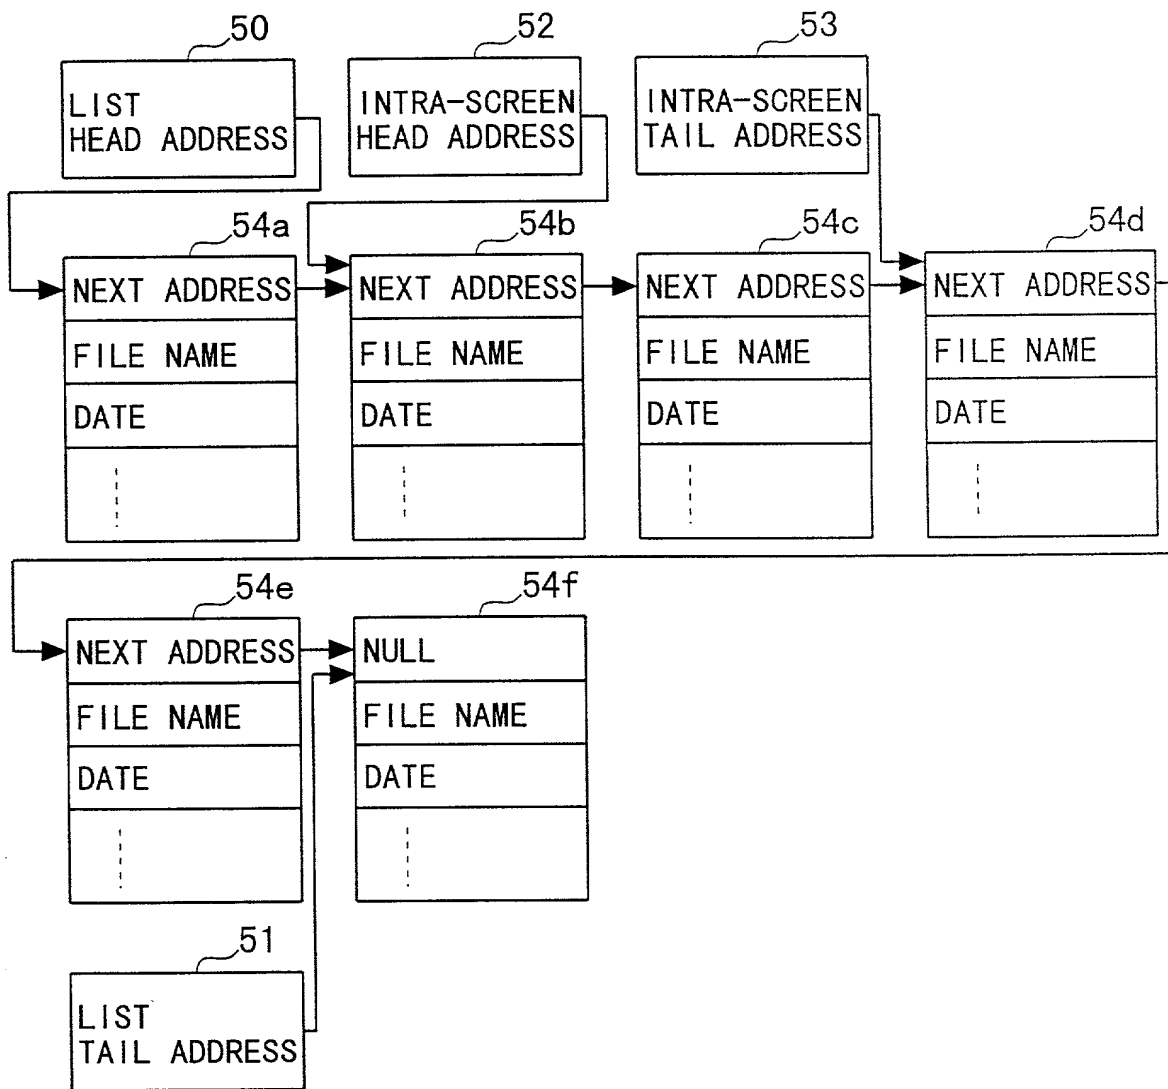 50
52
53
LIST
HEAD ADDRESS
INTRA-SCREEN
HEAD ADDRESS
INTRA-SCREEN
TAIL ADDRESS
54a
54b
54c
54d
NEXT ADDRESS
NEXT ADDRESS
NEXT ADDRESS
NEXT ADDRESS
FILE NAME
FILE NAME
FILE NAME
FILE NAME
DATE
DATE
DATE
DATE
54e
54f
NEXT ADDRESS
NULL
FILE NAME
FILE NAME
DATE
DATE
51
LIST
TAIL ADDRESS